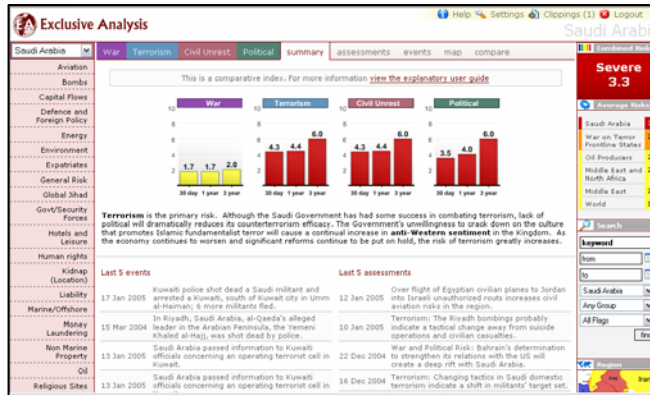 Exclusive Analysis
Help Settings Clippings (1) Logout
Saudi Arabia
Saudi Arabia
War Terrorism Civil Unrest Political summary assessments events map compare
This is a comparative index. For more information view the explanatory user guide
Aviation
Bombs
Capital Flows
Defence and
Foreign Policy
Energy
Environment
Expatriates
General Risk
Global Jihad
Govt/Security
Forces
Hotels and
Leisure
Human rights
Kidnap
(Location)
Liability
Marine/Offshore
Money
Laundering
Non Marine
Property
Oil
Religious Sites
War
10
8
6
4
2
1.7 1.7 2.0
30 day 1 year 3 year
Terrorism
10
8
6
4
2
4.3 4.4 6.0
30 day 1 year 3 year
Civil Unrest
10
8
6
4
2
4.3 4.4 6.0
30 day 1 year 3 year
Political
10
8
6
4
2
3.5 4.0 6.0
30 day 1 year 3 year
Terrorism is the primary risk. Although the Saudi Government has had some success in combating terrorism, lack of
political will dramatically reduces its counterterrorism efficacy. The Government's unwillingness to crack down on the culture
that promotes Islamic fundamentalist terror will cause a continual increase in anti-Western sentiment in the Kingdom. As
the economy continues to worsen and significant reforms continue to be put on hold, the risk of terrorism greatly increases.
Last 5 events
17 Jan 2005 Kuwaiti police shot dead a Saudi militant and
arrested a Kuwaiti, south of Kuwait city in Umm
al-Haiman; 6 more militants fled.
15 Mar 2004 In Riyadh, Saudi Arabia, al-Qaeda's alleged
leader in the Arabian Peninsula, the Yemeni
Khaled al-Hajj, was shot dead by police.
13 Jan 2005 Saudi Arabia passed information to Kuwaiti
officials concerning an operating terrorist cell in
Kuwait.
13 Jan 2005 Saudi Arabia passed information to Kuwaiti
officials concerning an operating terrorist cell in
Last 5 assessments
12 Jan 2005 Over flight of Egyptian civilian planes to Jordan
into Israeli unauthorized routs increases civil
aviation risks in the region.
10 Jan 2005 Terrorism: The Riyadh bombings probably
indicate a tactical change away from suicide
operations and civilian casualties.
22 Dec 2004 War and Political Risk: Bahrain's determination
to strengthen its relations with the US will
create a deep rift with Saudi Arabia.
16 Dec 2004 Terrorism: Changing tactics in Saudi domestic
terrorism indicate a shift in militants' target set.
Combined Risk
Severe
3.3
Average Risks
Saudi Arabia
War on Terror
Frontline States
Oil Producers
Middle East and
North Africa
Middle East
World
Search
keyword
from
to
Saudi Arabia
Any Group
All Flags
Region
Iraq